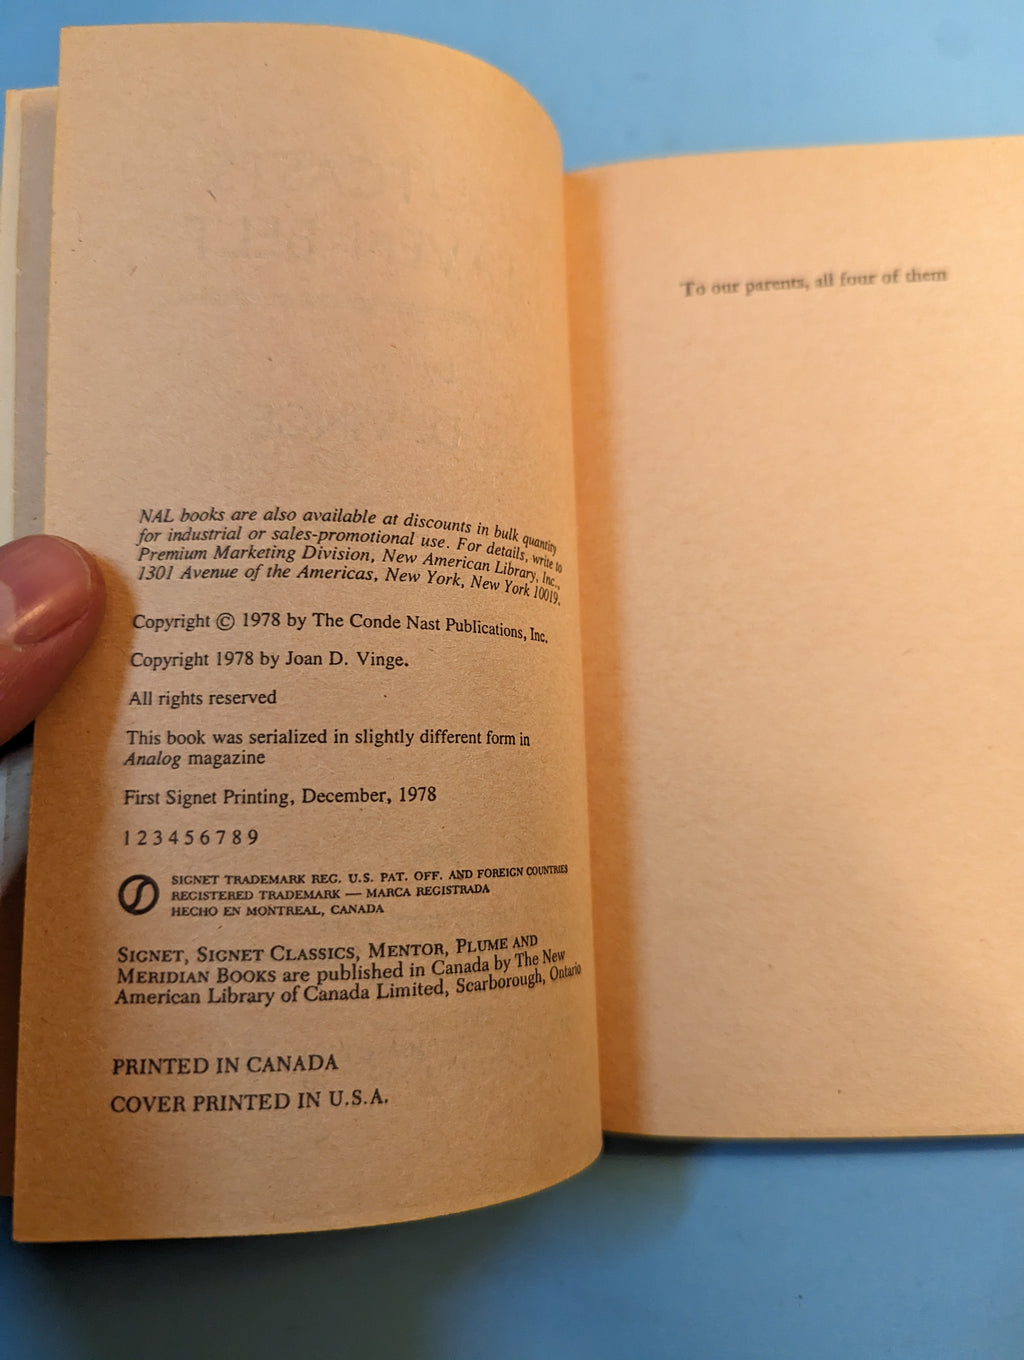 NAL books are also available at discounts in bulk quantity
for industrial or sales-promotional use. For details, write to
Premium Marketing Division, New American Library, Inc.,
1301 Avenue of the Americas, New York, New York 10019.
Copyright © 1978 by The Conde Nast Publications, Inc.
Copyright 1978 by Joan D. Vinge.
All rights reserved
This book was serialized in slightly different form in
Analog magazine
First Signet Printing, December, 1978
1 2 3 4 5 6 7 8 9
SIGNET TRADEMARK REG. U.S. PAT. OFF. AND FOREIGN COUNTRIES
REGISTERED TRADEMARK — MARCA REGISTRADA
HECHO EN MONTREAL, CANADA
SIGNET, SIGNET CLASSICS, MENTOR, PLUME AND
MERIDIAN BOOKS are published in Canada by The New
American Library of Canada Limited, Scarborough, Ontario
PRINTED IN CANADA
COVER PRINTED IN U.S.A.
To our parents, all four of them